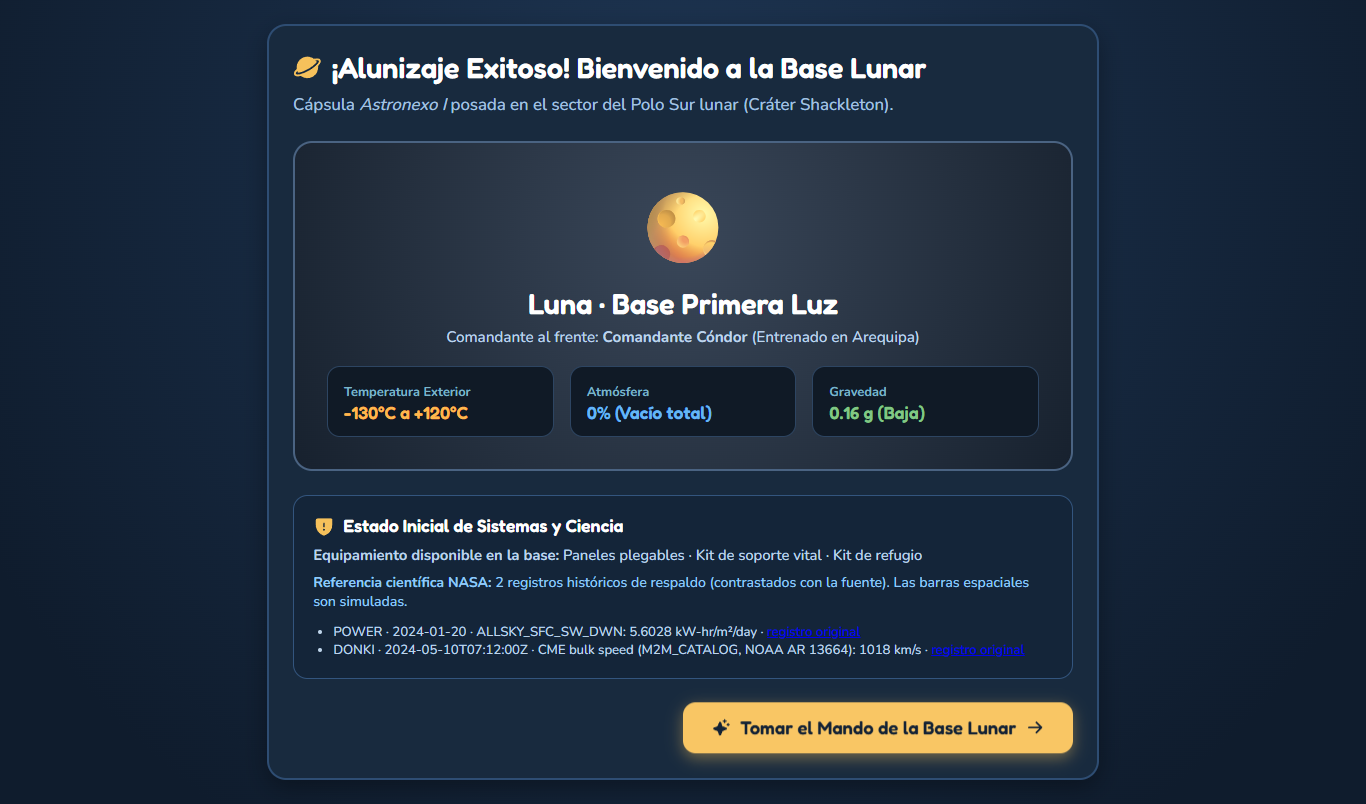 ¡Alunizaje Exitoso! Bienvenido a la Base Lunar
Cápsula Astronexo I posada en el sector del Polo Sur lunar (Cráter Shackleton).
Luna · Base Primera Luz
Comandante al frente: Comandante Cóndor (Entrenado en Arequipa)
Temperatura Exterior
-130°C a +120°C
Atmósfera
0% (Vacío total)
Gravedad
0.16 g (Baja)
Estado Inicial de Sistemas y Ciencia
Equipamiento disponible en la base: Paneles plegables · Kit de soporte vital · Kit de refugio
Referencia científica NASA: 2 registros históricos de respaldo (contrastados con la fuente). Las barras espaciales
son simuladas.
• POWER · 2024-01-20 · ALLSKY_SFC_SW_DWN: 5.6028 kW-hr/m²/day · registro original
• DONKI · 2024-05-10T07:12:00Z · CME bulk speed (M2M_CATALOG, NOAA AR 13664): 1018 km/s · registro original
Tomar el Mando de la Base Lunar →